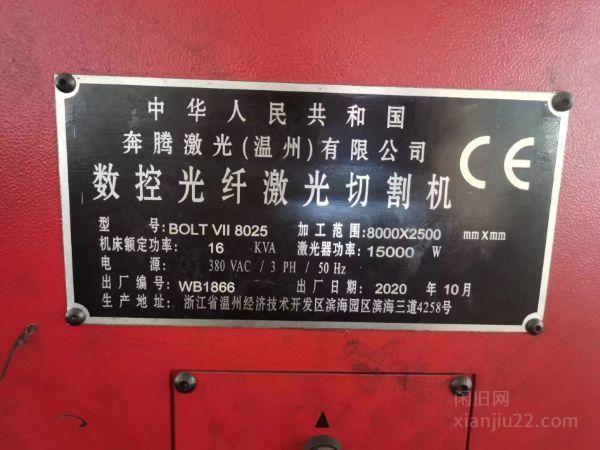 中华人民共和国
奔腾激光(温州)有限公司
CE
数控光纤激光切割机
型 号:BOLT VII 8025 加工范围:8000X2500 mm X mm
机床额定功率: 16 KVA 激光器功率:15000 W
电 源: 380 VAC / 3 PH / 50 Hz
出厂编号: WB1866 出厂日期: 2020 年 10 月
生产地址: 浙江省温州经济技术开发区滨海园区滨海三道4258号
闲旧网
xianjiu22.com